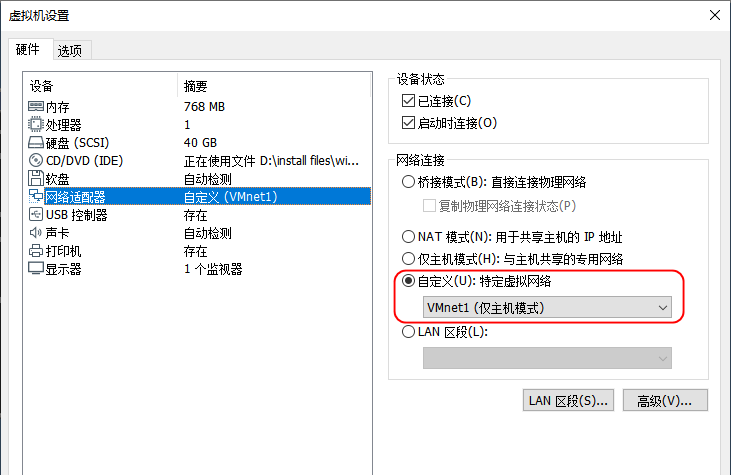 虚拟机设置
硬件 选项
设备 摘要
内存 768 MB
处理器 1
硬盘 (SCSI) 40 GB
CD/DVD (IDE) 正在使用文件 D:\install files\wi...
软盘 自动检测
网络适配器 自定义 (VMnet1)
USB 控制器 存在
声卡 自动检测
打印机 存在
显示器 1 个监视器
设备状态
已连接(C)
启动时连接(O)
网络连接
桥接模式(B): 直接连接物理网络
复制物理网络连接状态(P)
NAT 模式(N): 用于共享主机的 IP 地址
仅主机模式(H): 与主机共享的专用网络
自定义(U): 特定虚拟网络
VMnet1 (仅主机模式)
LAN 区段(L):
LAN 区段(S)... 高级(V)...